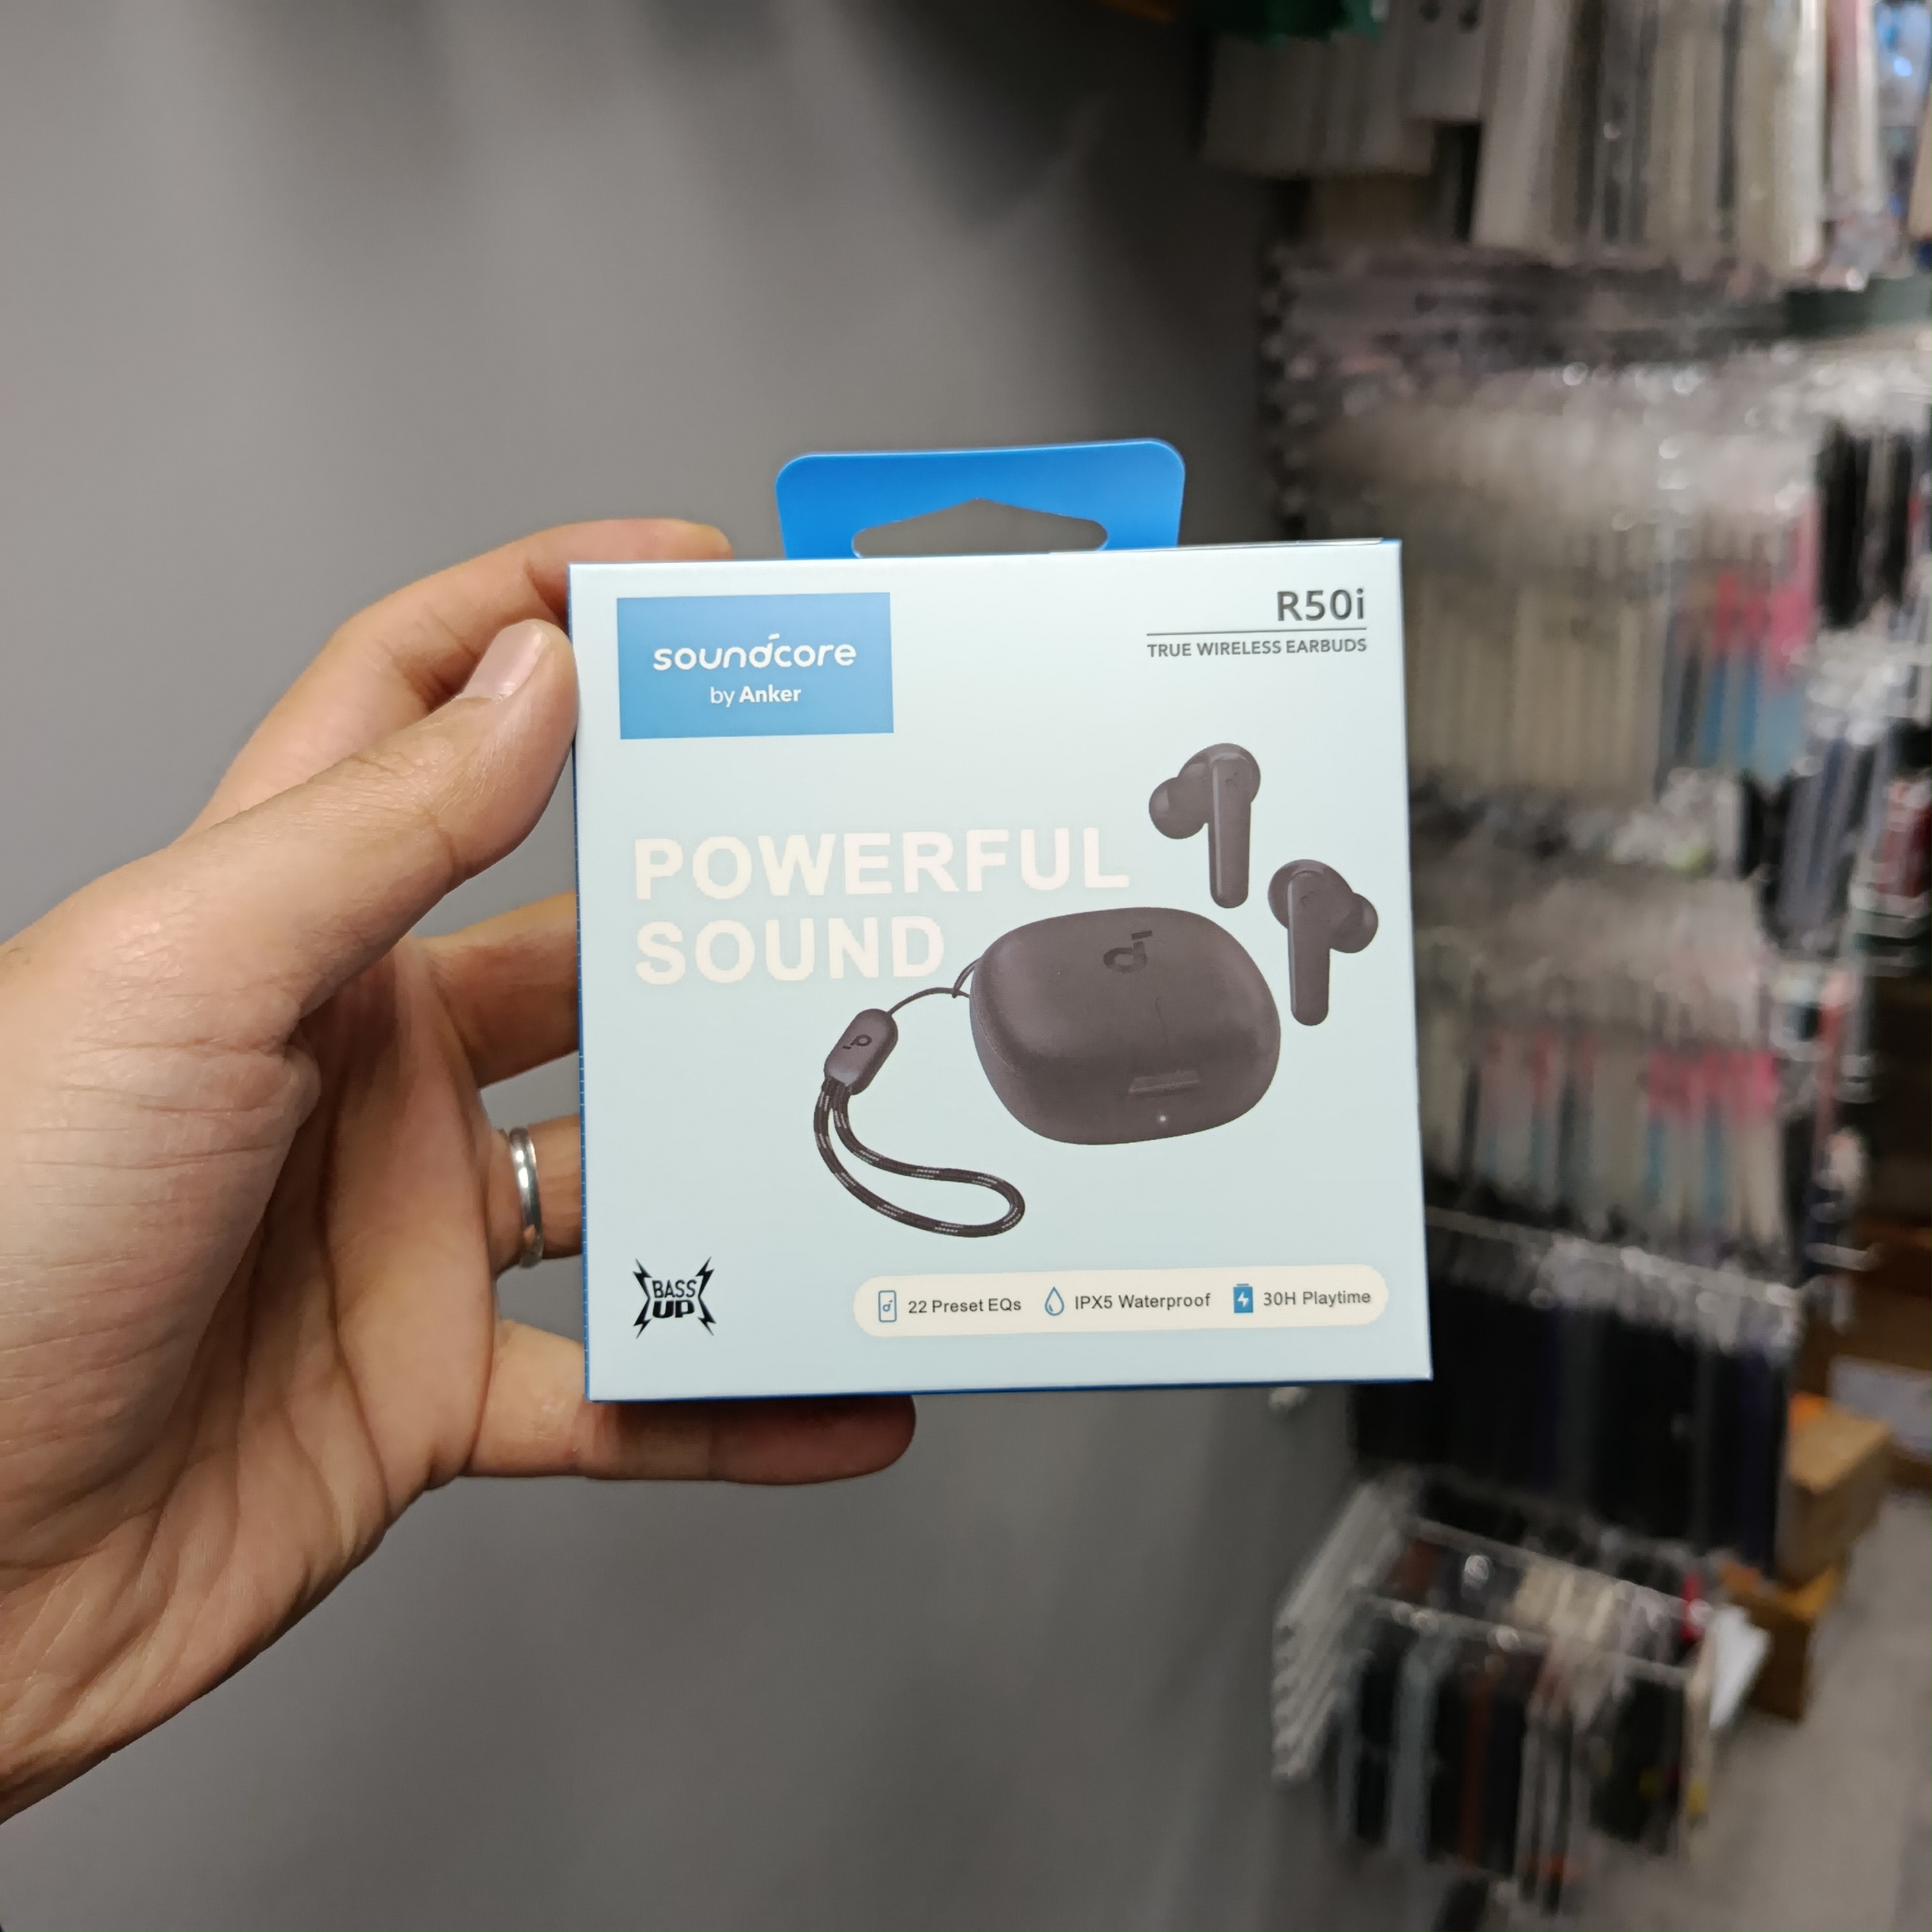 soundcore
by Anker
R50i
TRUE WIRELESS EARBUDS
POWERFUL
SOUND
BASS
UP
22 Preset EQs
IPX5 Waterproof
30H Playtime